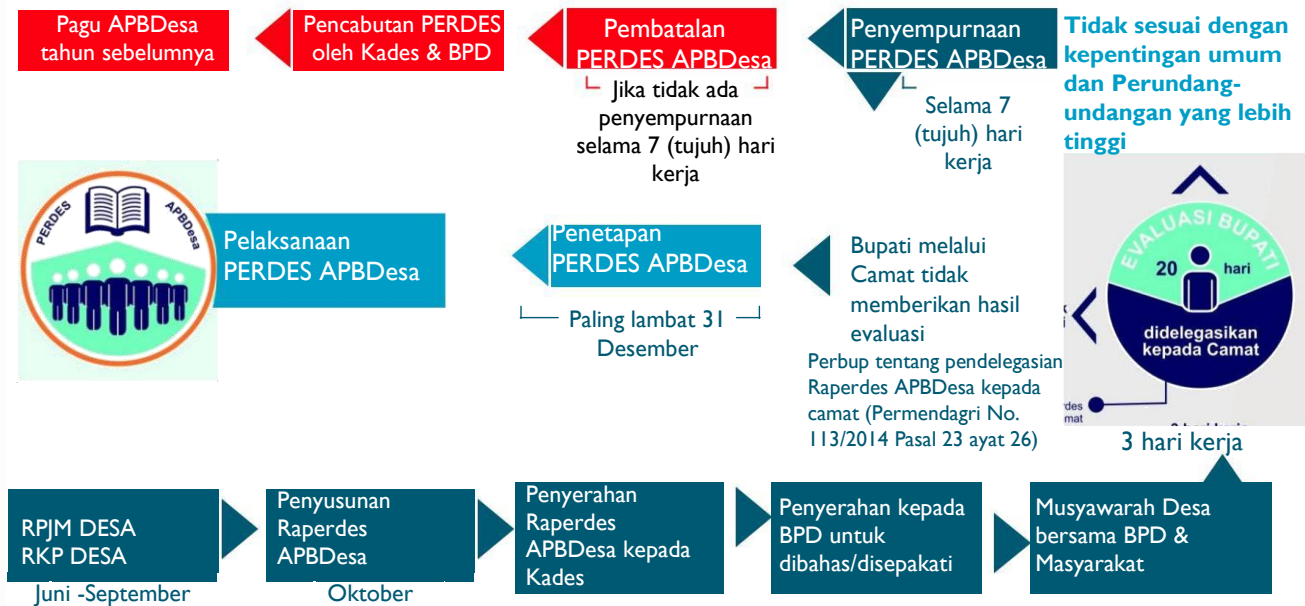 Pagu APBDesa
tahun sebelumnya
Pencabutan PERDES
oleh Kades & BPD
Pembatalan
PERDES APBDesa
Jika tidak ada
penyempurnaan
selama 7 (tujuh) hari
kerja
Penyempurnaan
PERDES APBDesa
Selama 7
(tujuh) hari
kerja
Tidak sesuai dengan
kepentingan umum
dan Perundang-
undangan yang lebih
tinggi
PERDES
APBDesa
Pelaksanaan
PERDES APBDesa
Penetapan
PERDES APBDesa
Paling lambat 31
Desember
Bupati melalui
Camat tidak
memberikan hasil
evaluasi
Perbup tentang pendelegasian
Raperdes APBDesa kepada
camat (Permendagri No.
113/2014 Pasal 23 ayat 26)
EVALUASI BUPATI
20 hari
didelegasikan
kepada Camat
rdes
mat
3 hari kerja
RPJM DESA
RKP DESA
Juni -September
Penyusunan
Raperdes
APBDesa
Oktober
Penyerahan
Raperdes
APBDesa kepada
Kades
Penyerahan kepada
BPD untuk
dibahas/disepakati
Musyawarah Desa
bersama BPD &
Masyarakat